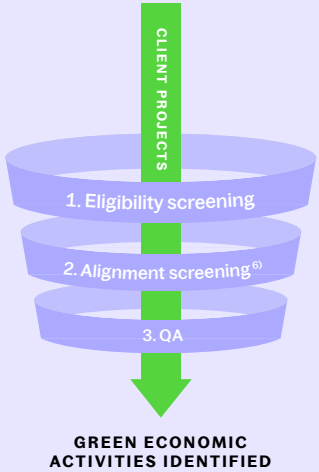 CLIENT PROJECTS
1. Eligibility screening
2. Alignment screening 6)
3. QA
GREEN ECONOMIC
ACTIVITIES IDENTIFIED